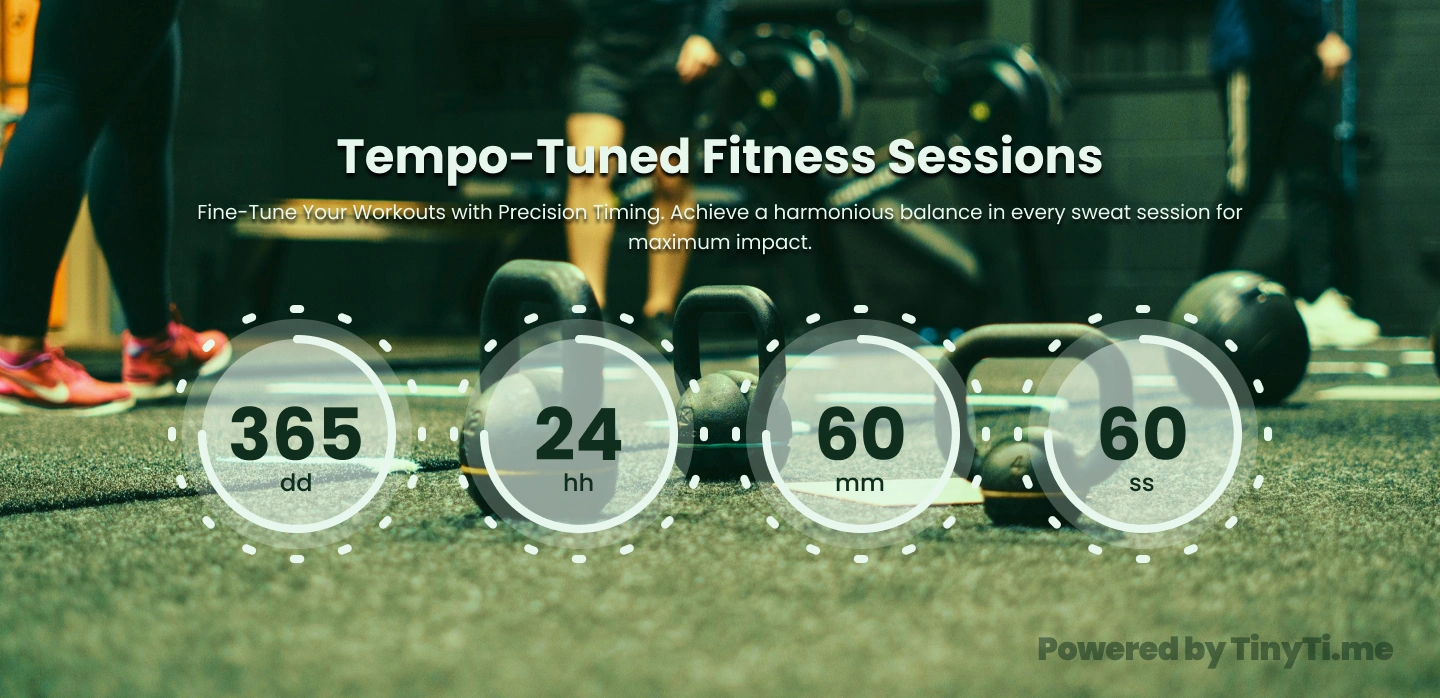 Tempo-Tuned Fitness Sessions
Fine-Tune Your Workouts with Precision Timing. Achieve a harmonious balance in every sweat session for
maximum impact.
365 24 60 60
dd hh mm ss
Powered by TinyTi.me